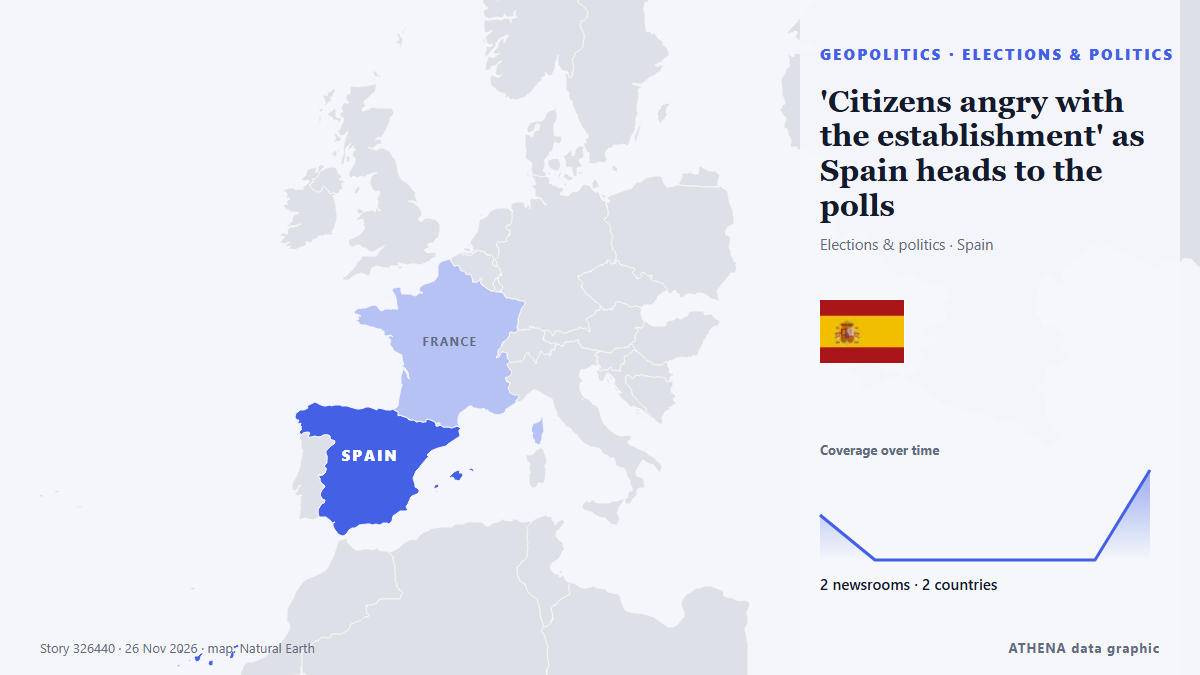 GEOPOLITICS · ELECTIONS & POLITICS
'Citizens angry with
the establishment' as
Spain heads to the
polls
Elections & politics · Spain
FRANCE
SPAIN
Coverage over time
2 newsrooms · 2 countries
Story 326440 · 26 Nov 2026 · map: Natural Earth
ATHENA data graphic